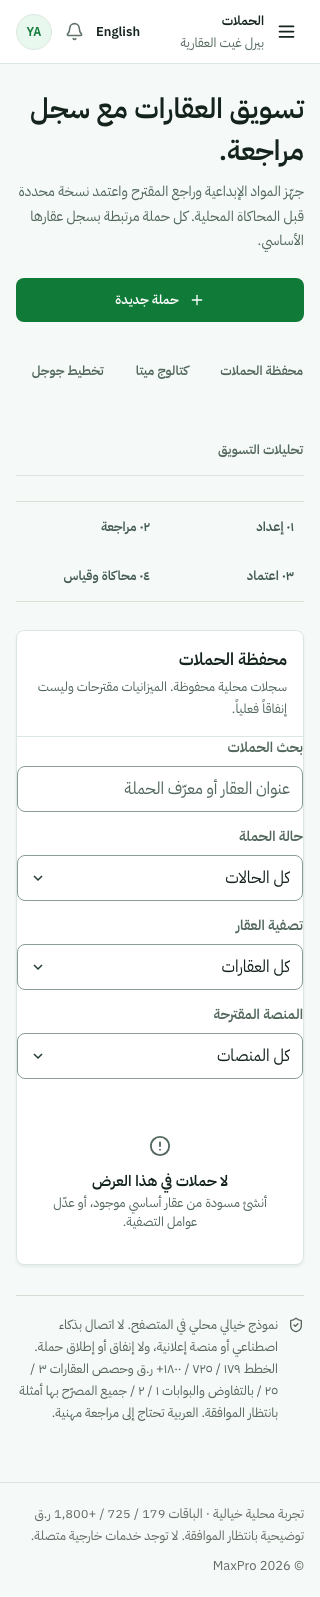 الحملات
بيرل غيت العقارية
English
YA
تسويق العقارات مع سجل
مراجعة.
جهّز المواد الإبداعية وراجع المقترح واعتمد نسخة محددة
قبل المحاكاة المحلية. كل حملة مرتبطة بسجل عقارها
الأساسي.
حملة جديدة
محفظة الحملات
كتالوج ميتا
تخطيط جوجل
تحليلات التسويق
٠١ إعداد
٠٢ مراجعة
٠٣ اعتماد
٠٤ محاكاة وقياس
محفظة الحملات
سجلات محلية محفوظة. الميزانيات مقترحات وليست
إنفاقاً فعلياً.
بحث الحملات
عنوان العقار أو معرّف الحملة
حالة الحملة
كل الحالات
تصفية العقار
كل العقارات
المنصة المقترحة
كل المنصات
لا حملات في هذا العرض
أنشئ مسودة من عقار أساسي موجود، أو عدّل
عوامل التصفية.
نموذج خيالي محلي في المتصفح. لا اتصال بذكاء
اصطناعي أو منصة إعلانية، ولا إنفاق أو إطلاق حملة.
الخطط ١٧٩ / ٧٢٥ / ١٨٠٠+ ر.ق وحصص العقارات ٣ /
٢٥ / بالتفاوض والبوابات ١ / ٢ / جميع المصرّح بها أمثلة
بانتظار الموافقة. العربية تحتاج إلى مراجعة مهنية.
تجربة محلية خيالية · الباقات 179 / 725 / +1,800 ر.ق
توضيحية بانتظار الموافقة. لا توجد خدمات خارجية متصلة.
© 2026 MaxPro